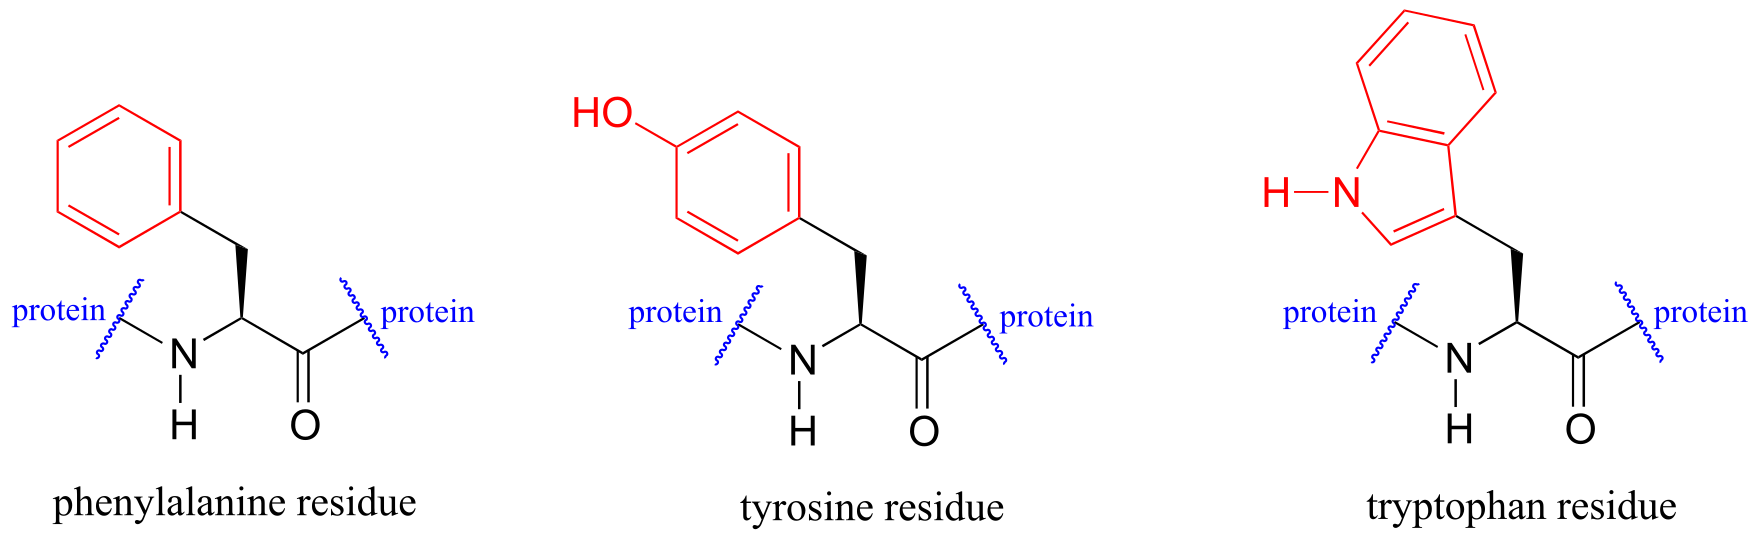 HO
H N
protein protein
N
H O
protein protein
N
H O
protein protein
N
H O
phenylalanine residue
tyrosine residue
tryptophan residue